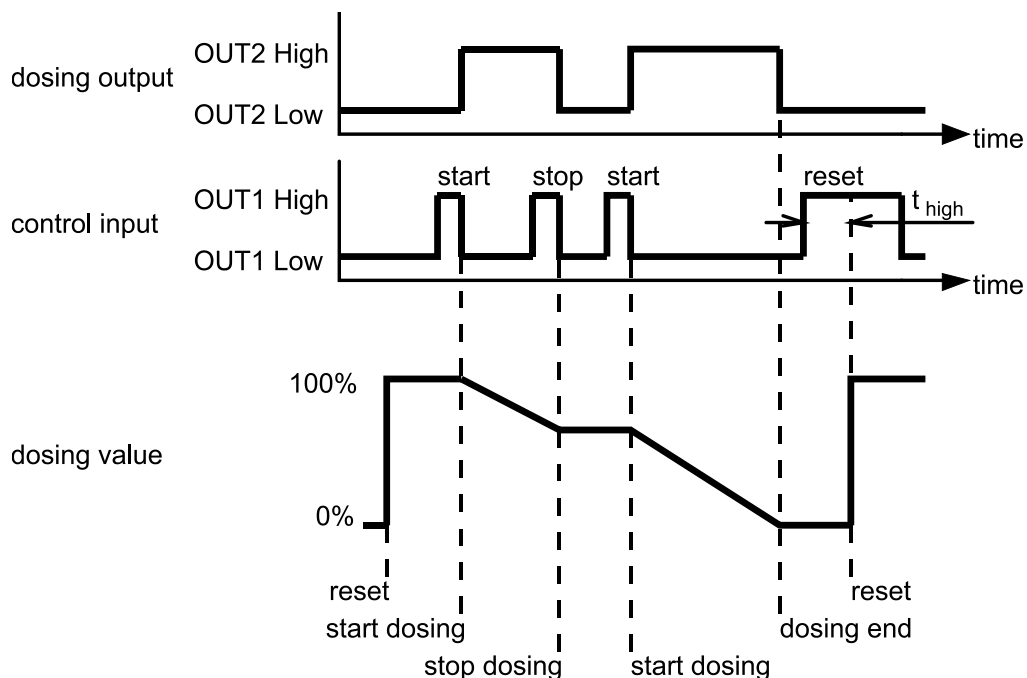 OUT2 High
dosing output
OUT2 Low
time
start stop start reset
OUT1 High
t high
control input
OUT1 Low
time
100%
dosing value
0%
reset reset
start dosing dosing end
stop dosing start dosing